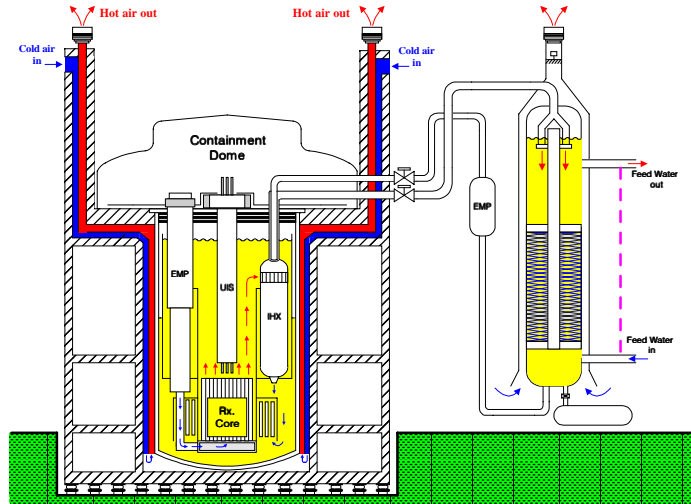 Hot air out
Hot air out
Cold air
in
Cold air
in
Containment
Dome
EMP
UIS
IHX
Rx.
Core
EMP
Feed Water
out
Feed Water
in